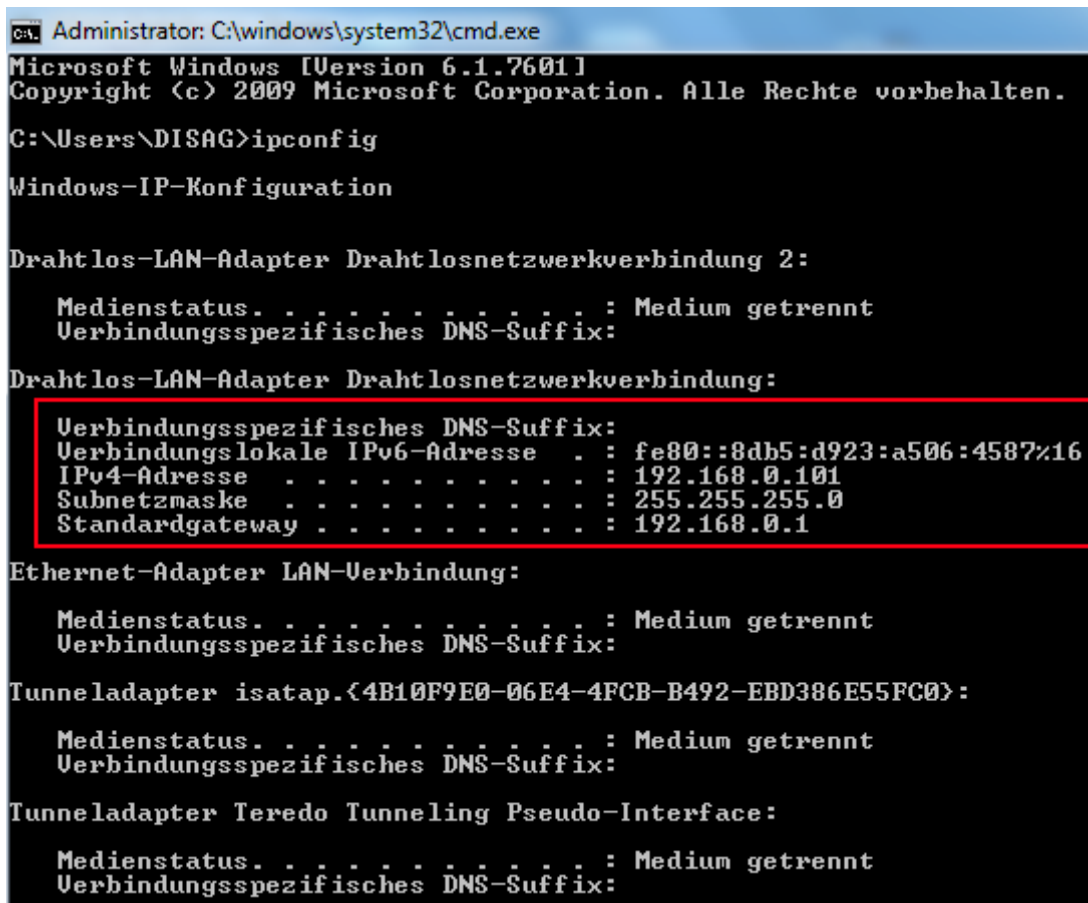 Administrator: C:\windows\system32\cmd.exe
Microsoft Windows [Version 6.1.7601]
Copyright (c) 2009 Microsoft Corporation. Alle Rechte vorbehalten.
C:\Users\DISAG>ipconfig
Windows-IP-Konfiguration
Drahtlos-LAN-Adapter Drahtlosnetzwerkverbindung 2:
Medienstatus. . . . . . . . . . . : Medium getrennt
Verbindungsspezifisches DNS-Suffix:
Drahtlos-LAN-Adapter Drahtlosnetzwerkverbindung:
Verbindungsspezifisches DNS-Suffix:
Verbindungslokale IPv6-Adresse  . : fe80::8db5:d923:a506:4587%16
IPv4-Adresse  . . . . . . . . . . : 192.168.0.101
Subnetzmaske  . . . . . . . . . . : 255.255.255.0
Standardgateway . . . . . . . . . : 192.168.0.1
Ethernet-Adapter LAN-Verbindung:
Medienstatus. . . . . . . . . . . : Medium getrennt
Verbindungsspezifisches DNS-Suffix:
Tunneladapter isatap.{4B10F9E0-06E4-4FCB-B492-EBD386E55FC0}:
Medienstatus. . . . . . . . . . . : Medium getrennt
Verbindungsspezifisches DNS-Suffix:
Tunneladapter Teredo Tunneling Pseudo-Interface:
Medienstatus. . . . . . . . . . . : Medium getrennt
Verbindungsspezifisches DNS-Suffix: